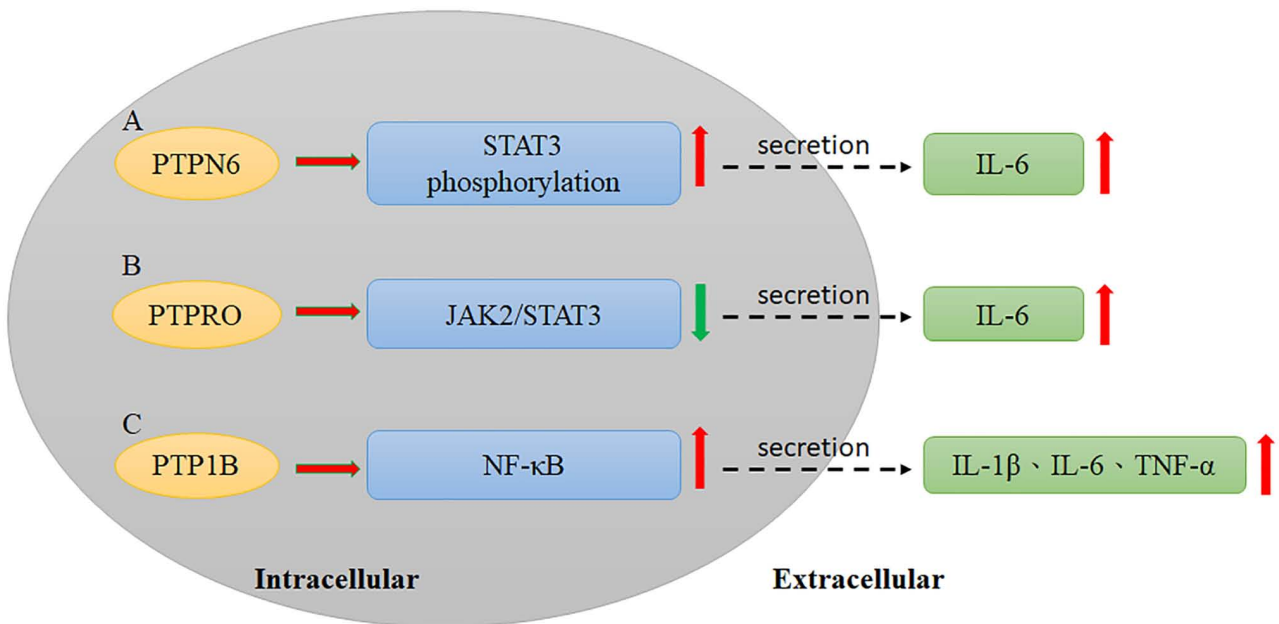 A
PTPN6
STAT3
phosphorylation
secretion
IL-6
B
PTPRO
JAK2/STAT3
secretion
IL-6
C
PTP1B
NF-κB
secretion
IL-1β、IL-6、TNF-α
Intracellular
Extracellular